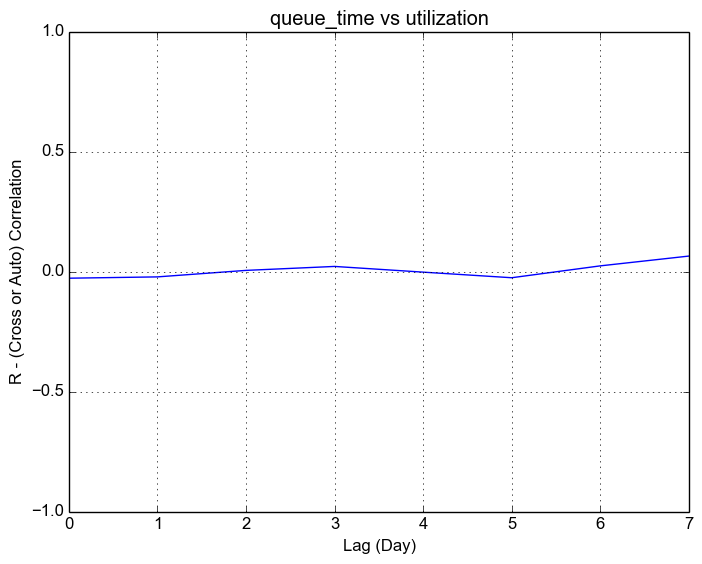 queue_time vs utilization
1.0
0.5
0.0
−0.5
−1.0
R - (Cross or Auto) Correlation
0 1 2 3 4 5 6 7
Lag (Day)